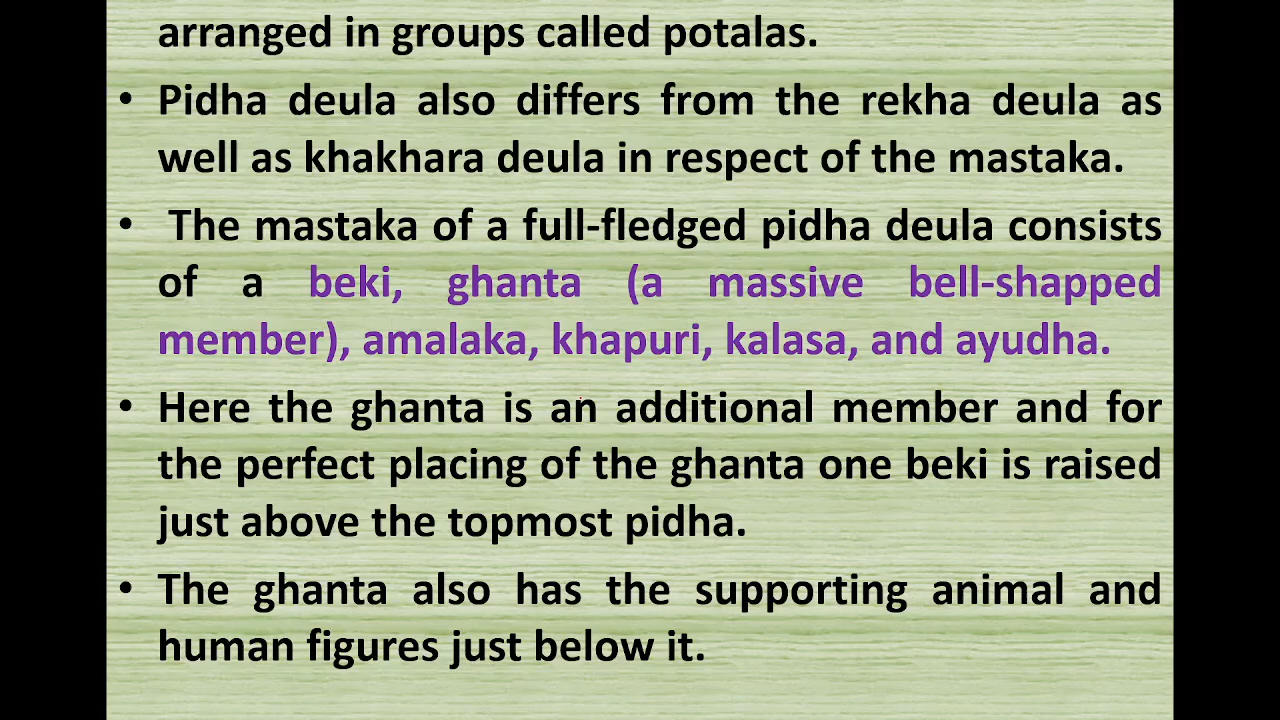 arranged in groups called potalas.
• Pidha deula also differs from the rekha deula as
well as khakhara deula in respect of the mastaka.
• The mastaka of a full-fledged pidha deula consists
of a beki, ghanta (a massive bell-shapped
member), amalaka, khapuri, kalasa, and ayudha.
• Here the ghanta is an additional member and for
the perfect placing of the ghanta one beki is raised
just above the topmost pidha.
• The ghanta also has the supporting animal and
human figures just below it.